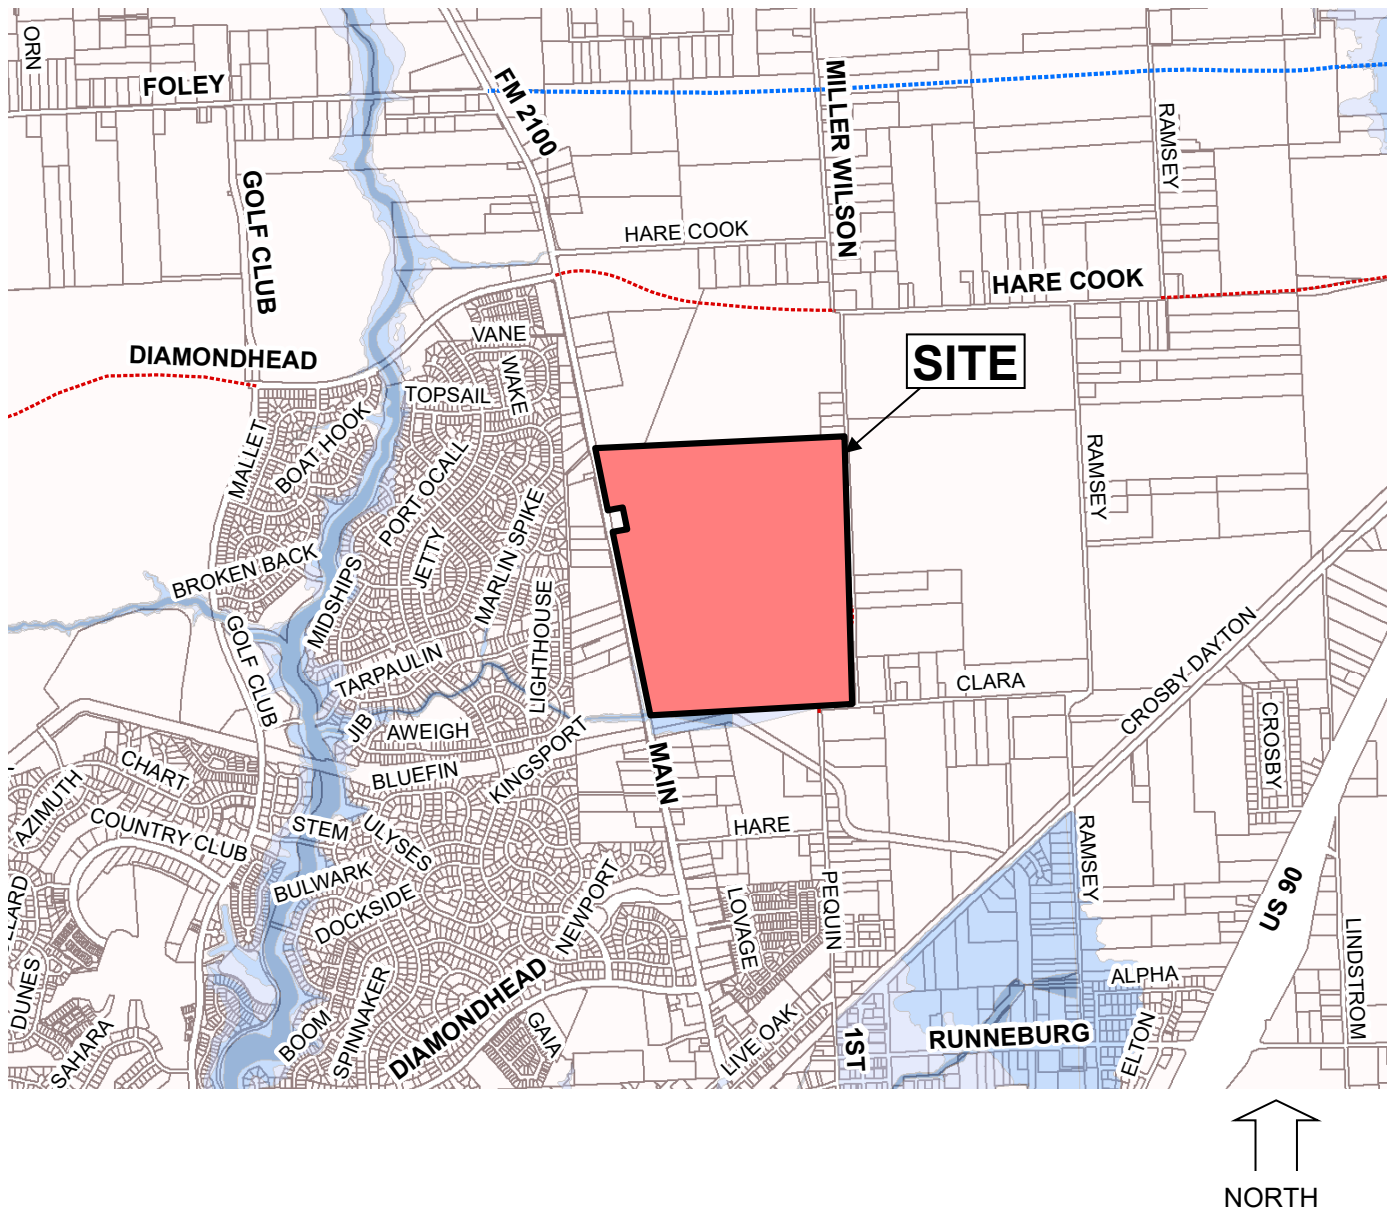 ORN
FOLEY
FM 2100
MILLER WILSON
RAMSEY
GOLF CLUB
HARE COOK
HARE COOK
DIAMONDHEAD
VANE
WAKE
SITE
TOPSAIL
MALLET
BOAT HOOK
PORT OCALL
RAMSEY
MARLIN SPIKE
JETTY
BROKEN BACK
MIDSHIPS
LIGHTHOUSE
GOLF CLUB
TARPAULIN
CLARA
CROSBY DAYTON
JIB
AWEIGH
KINGSPORT
MAIN
CROSBY
CHART
BLUEFIN
AZIMUTH
COUNTRY CLUB
STEM
ULYSES
HARE
RAMSEY
BULWARK
DOCKSIDE
NEWPORT
LOVAGE
PEQUIN
US 90
LINDSTROM
LLARD
DUNES
SPINNAKER
DIAMONDHEAD
ALPHA
BOOM
GAIA
LIVE OAK
1ST
RUNNEBURG
ELTON
SAHARA
NORTH